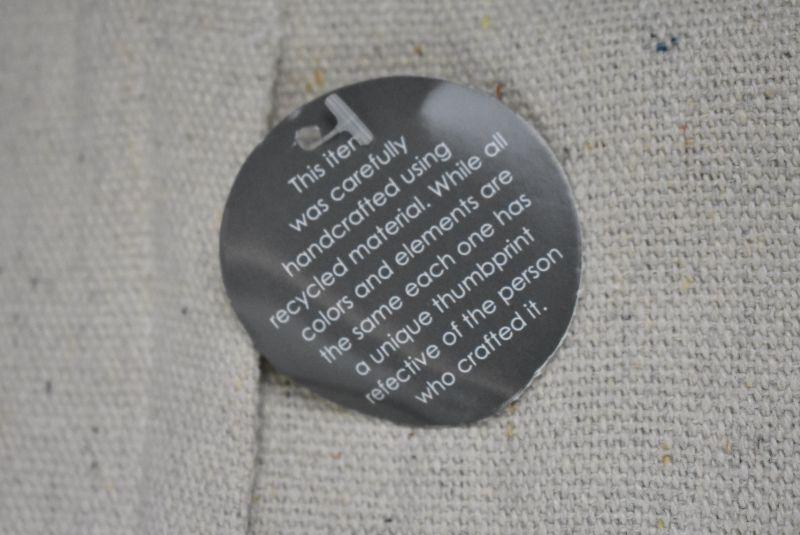 This item
was carefully
handcrafted using
recycled material. While all
colors and elements are
the same each one has
a unique thumbprint
refective of the person
who crafted it.